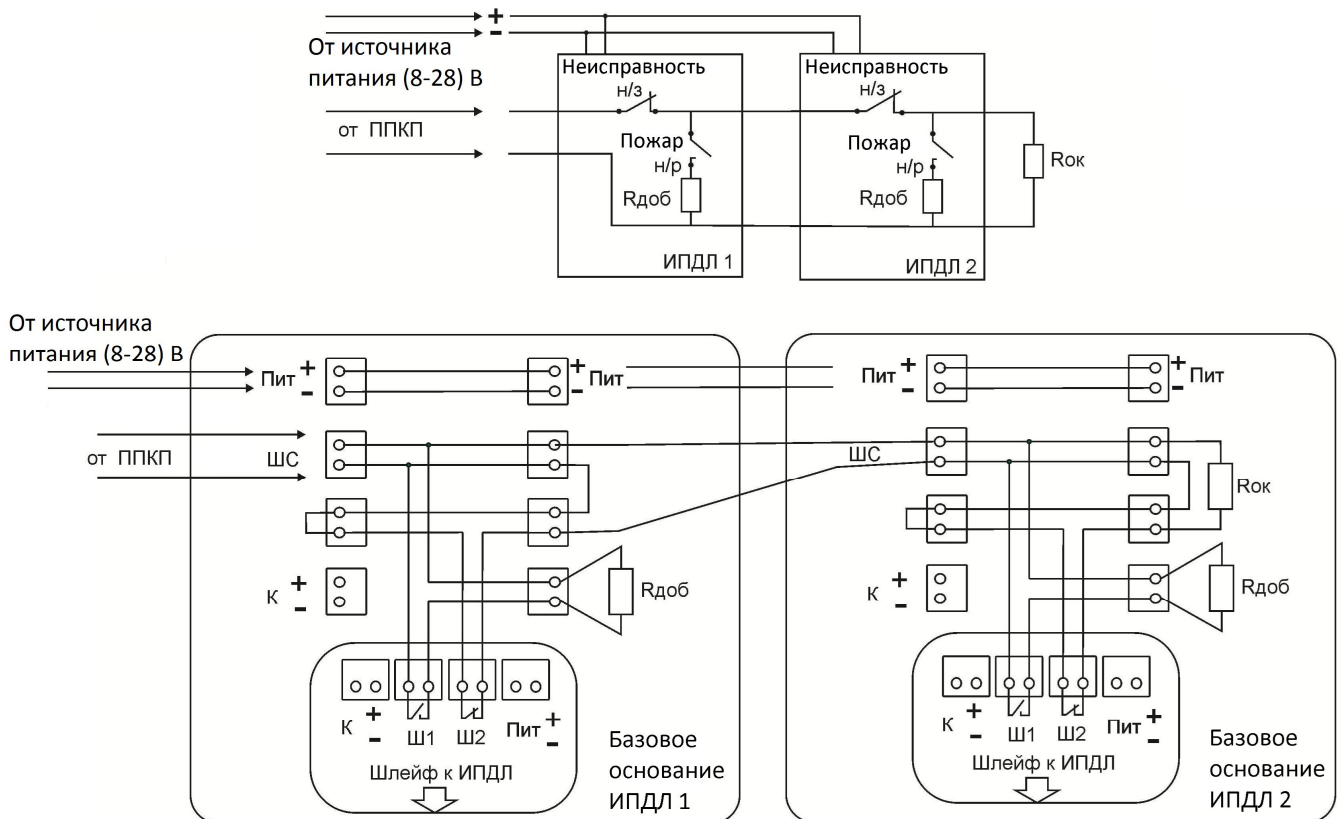 +
-
От источника
питания (8-28) В
от ППКП
Неисправность
н/з
Пожар
н/р
Rдоб
ИПДЛ 1
Неисправность
н/з
Пожар
н/р
Rдоб
ИПДЛ 2
Rок
От источника
питания (8-28) В
от ППКП
Пит + -
+ - Пит
ШС
К + -
Rдоб
К + -
Ш1
Ш2
Пит + -
Шлейф к ИПДЛ
Базовое
основание
ИПДЛ 1
Пит + -
+ - Пит
ШС
Rок
К + -
Rдоб
К + -
Ш1
Ш2
Пит + -
Шлейф к ИПДЛ
Базовое
основание
ИПДЛ 2